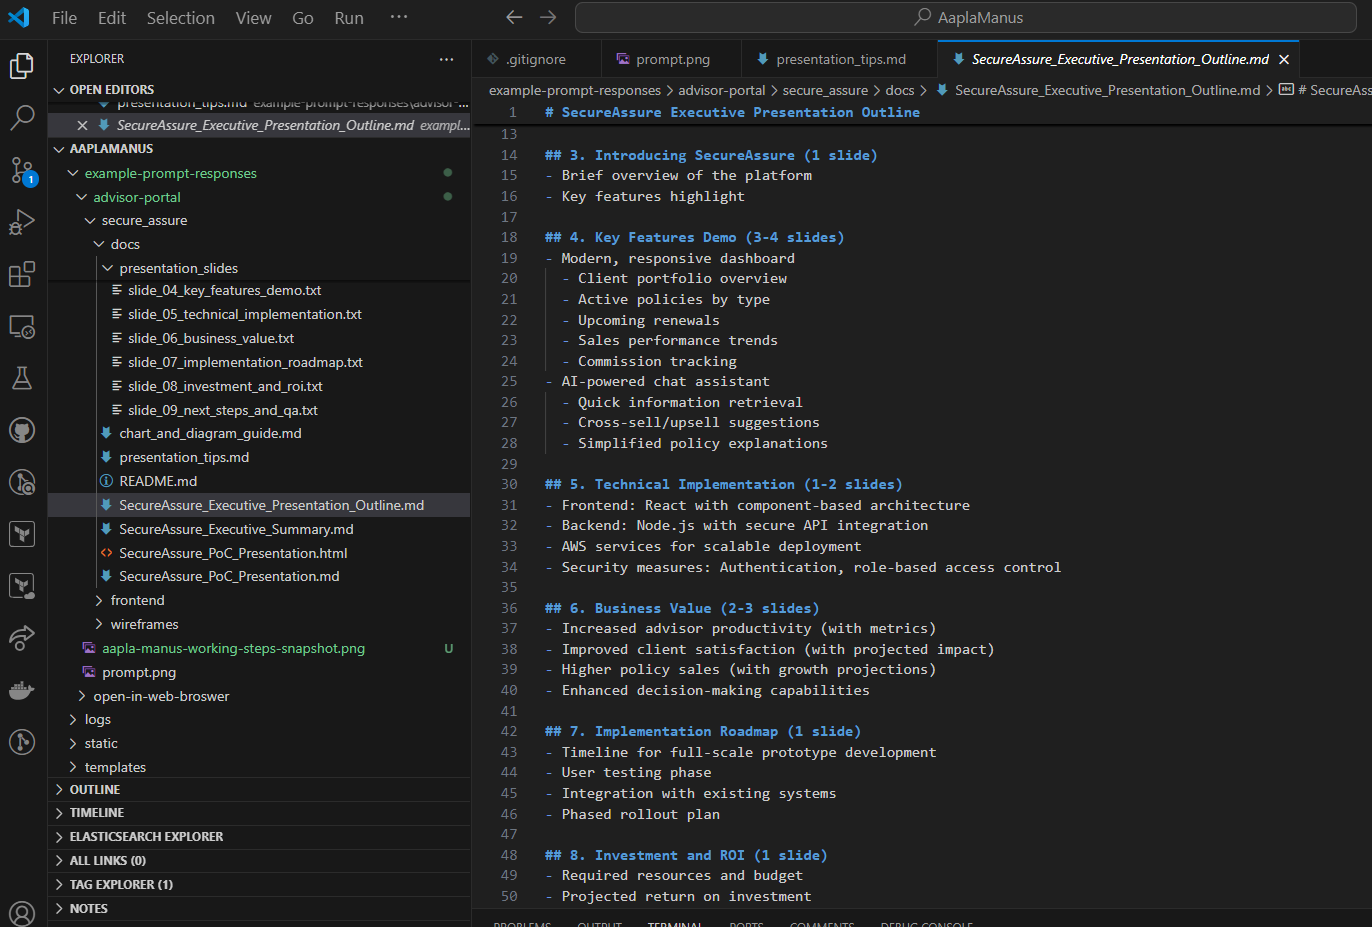 File Edit Selection View Go Run ···
AaplaManus
EXPLORER ···
OPEN EDITORS
presentation_tips.md example-prompt-responses\advisor-...
SecureAssure_Executive_Presentation_Outline.md exampl...
AAPLAMANUS
example-prompt-responses
advisor-portal
secure_assure
docs
presentation_slides
slide_04_key_features_demo.txt
slide_05_technical_implementation.txt
slide_06_business_value.txt
slide_07_implementation_roadmap.txt
slide_08_investment_and_roi.txt
slide_09_next_steps_and_qa.txt
chart_and_diagram_guide.md
presentation_tips.md
README.md
SecureAssure_Executive_Presentation_Outline.md
SecureAssure_Executive_Summary.md
SecureAssure_PoC_Presentation.html
SecureAssure_PoC_Presentation.md
frontend
wireframes
aapla-manus-working-steps-snapshot.png U
prompt.png
open-in-web-broswer
logs
static
templates
OUTLINE
TIMELINE
ELASTICSEARCH EXPLORER
ALL LINKS (0)
TAG EXPLORER (1)
NOTES
1
.gitignore prompt.png presentation_tips.md SecureAssure_Executive_Presentation_Outline.md
example-prompt-responses > advisor-portal > secure_assure > docs > SecureAssure_Executive_Presentation_Outline.md > # SecureAss
1 # SecureAssure Executive Presentation Outline
13
14 ## 3. Introducing SecureAssure (1 slide)
15 - Brief overview of the platform
16 - Key features highlight
17
18 ## 4. Key Features Demo (3-4 slides)
19 - Modern, responsive dashboard
20 - Client portfolio overview
21 - Active policies by type
22 - Upcoming renewals
23 - Sales performance trends
24 - Commission tracking
25 - AI-powered chat assistant
26 - Quick information retrieval
27 - Cross-sell/upsell suggestions
28 - Simplified policy explanations
29
30 ## 5. Technical Implementation (1-2 slides)
31 - Frontend: React with component-based architecture
32 - Backend: Node.js with secure API integration
33 - AWS services for scalable deployment
34 - Security measures: Authentication, role-based access control
35
36 ## 6. Business Value (2-3 slides)
37 - Increased advisor productivity (with metrics)
38 - Improved client satisfaction (with projected impact)
39 - Higher policy sales (with growth projections)
40 - Enhanced decision-making capabilities
41
42 ## 7. Implementation Roadmap (1 slide)
43 - Timeline for full-scale prototype development
44 - User testing phase
45 - Integration with existing systems
46 - Phased rollout plan
47
48 ## 8. Investment and ROI (1 slide)
49 - Required resources and budget
50 - Projected return on investment
PROBLEMS OUTPUT TERMINAL PORTS COMMENTS DEBUG CONSOLE